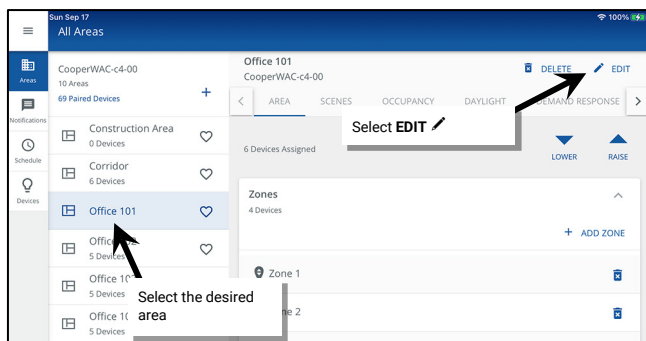 Sun Sep 17
100%
All Areas
Areas
Notifications
Schedule
Devices
CooperWAC-c4-00
10 Areas
69 Paired Devices
+
Construction Area
0 Devices
Corridor
6 Devices
Office 101
Office
5 Devices
Office 10
5 Devices
Office 10
5 Devices
Select the desired
area
Office 101
CooperWAC-c4-00
DELETE
EDIT
< AREA SCENES OCCUPANCY DAYLIGHT DEMAND RESPONSE >
Select EDIT
6 Devices Assigned
LOWER RAISE
Zones
4 Devices
+ ADD ZONE
Zone 1
ne 2